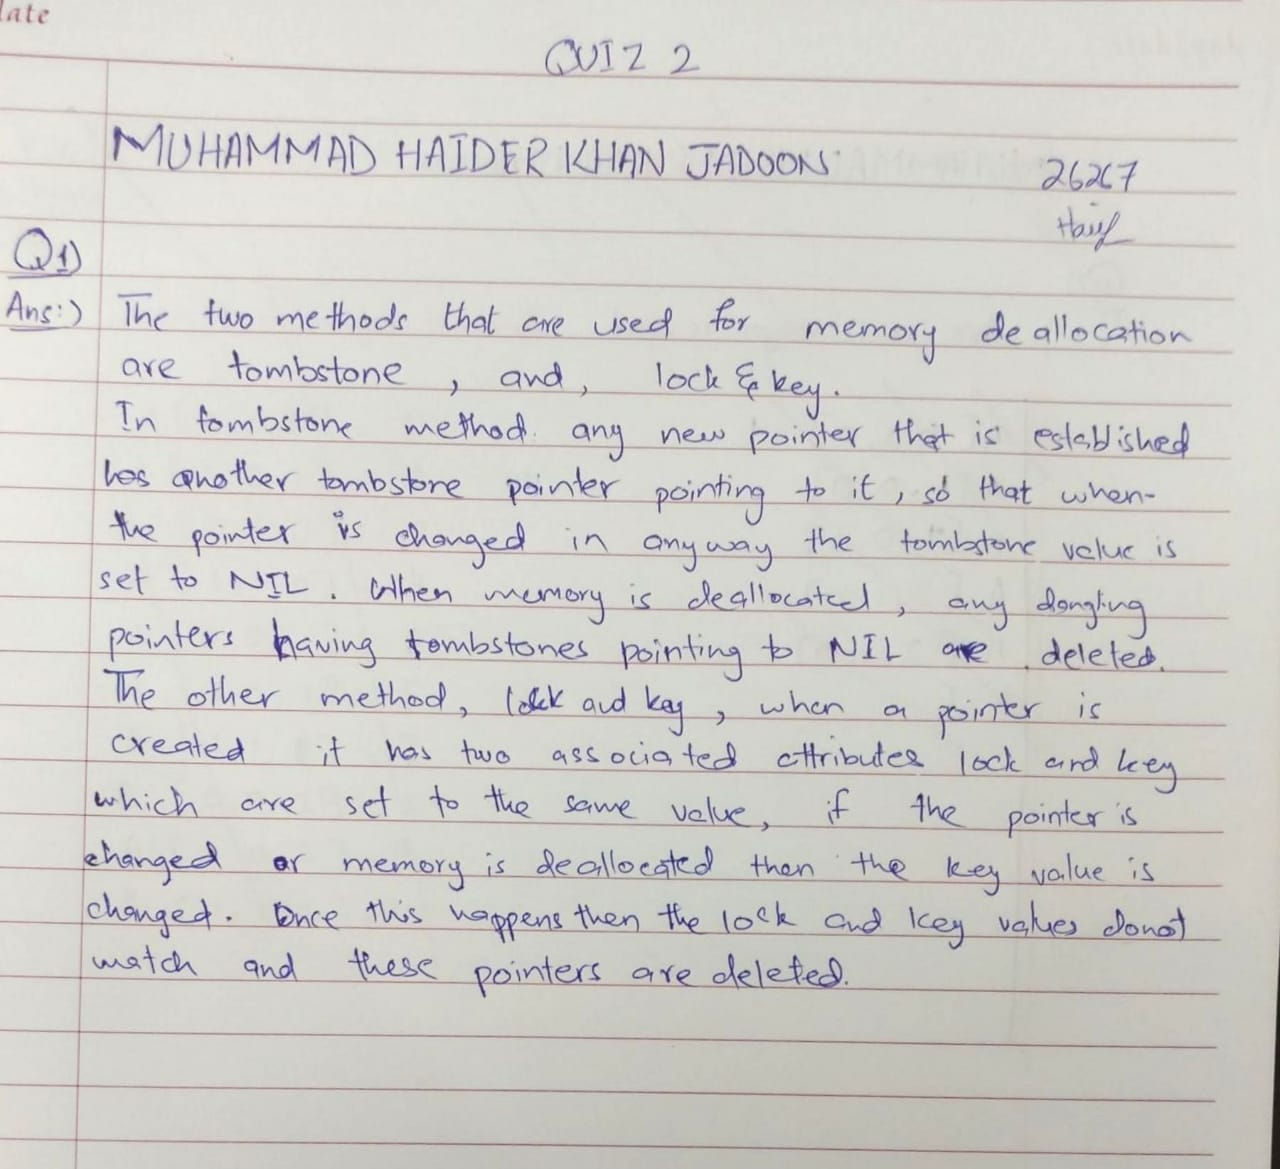 late
QUIZ 2
MUHAMMAD HAIDER KHAN JADOON 26267
Q1)
Ans:) The two methods that are used for memory deallocation
are tombstone , and , lock & key.
In tombstone method any new pointer that is established
has another tombstone pointer pointing to it, so that when-
the pointer is changed in anyway the tombstone value is
set to NIL. When memory is deallocated, any dangling
pointers having tombstones pointing to NIL are deleted.
The other method, lock and key, when a pointer is
created it has two associated attributes lock and key
which are set to the same value, if the pointer is
changed or memory is deallocated then the key value is
changed. Once this happens then the lock and key values donot
match and these pointers are deleted.